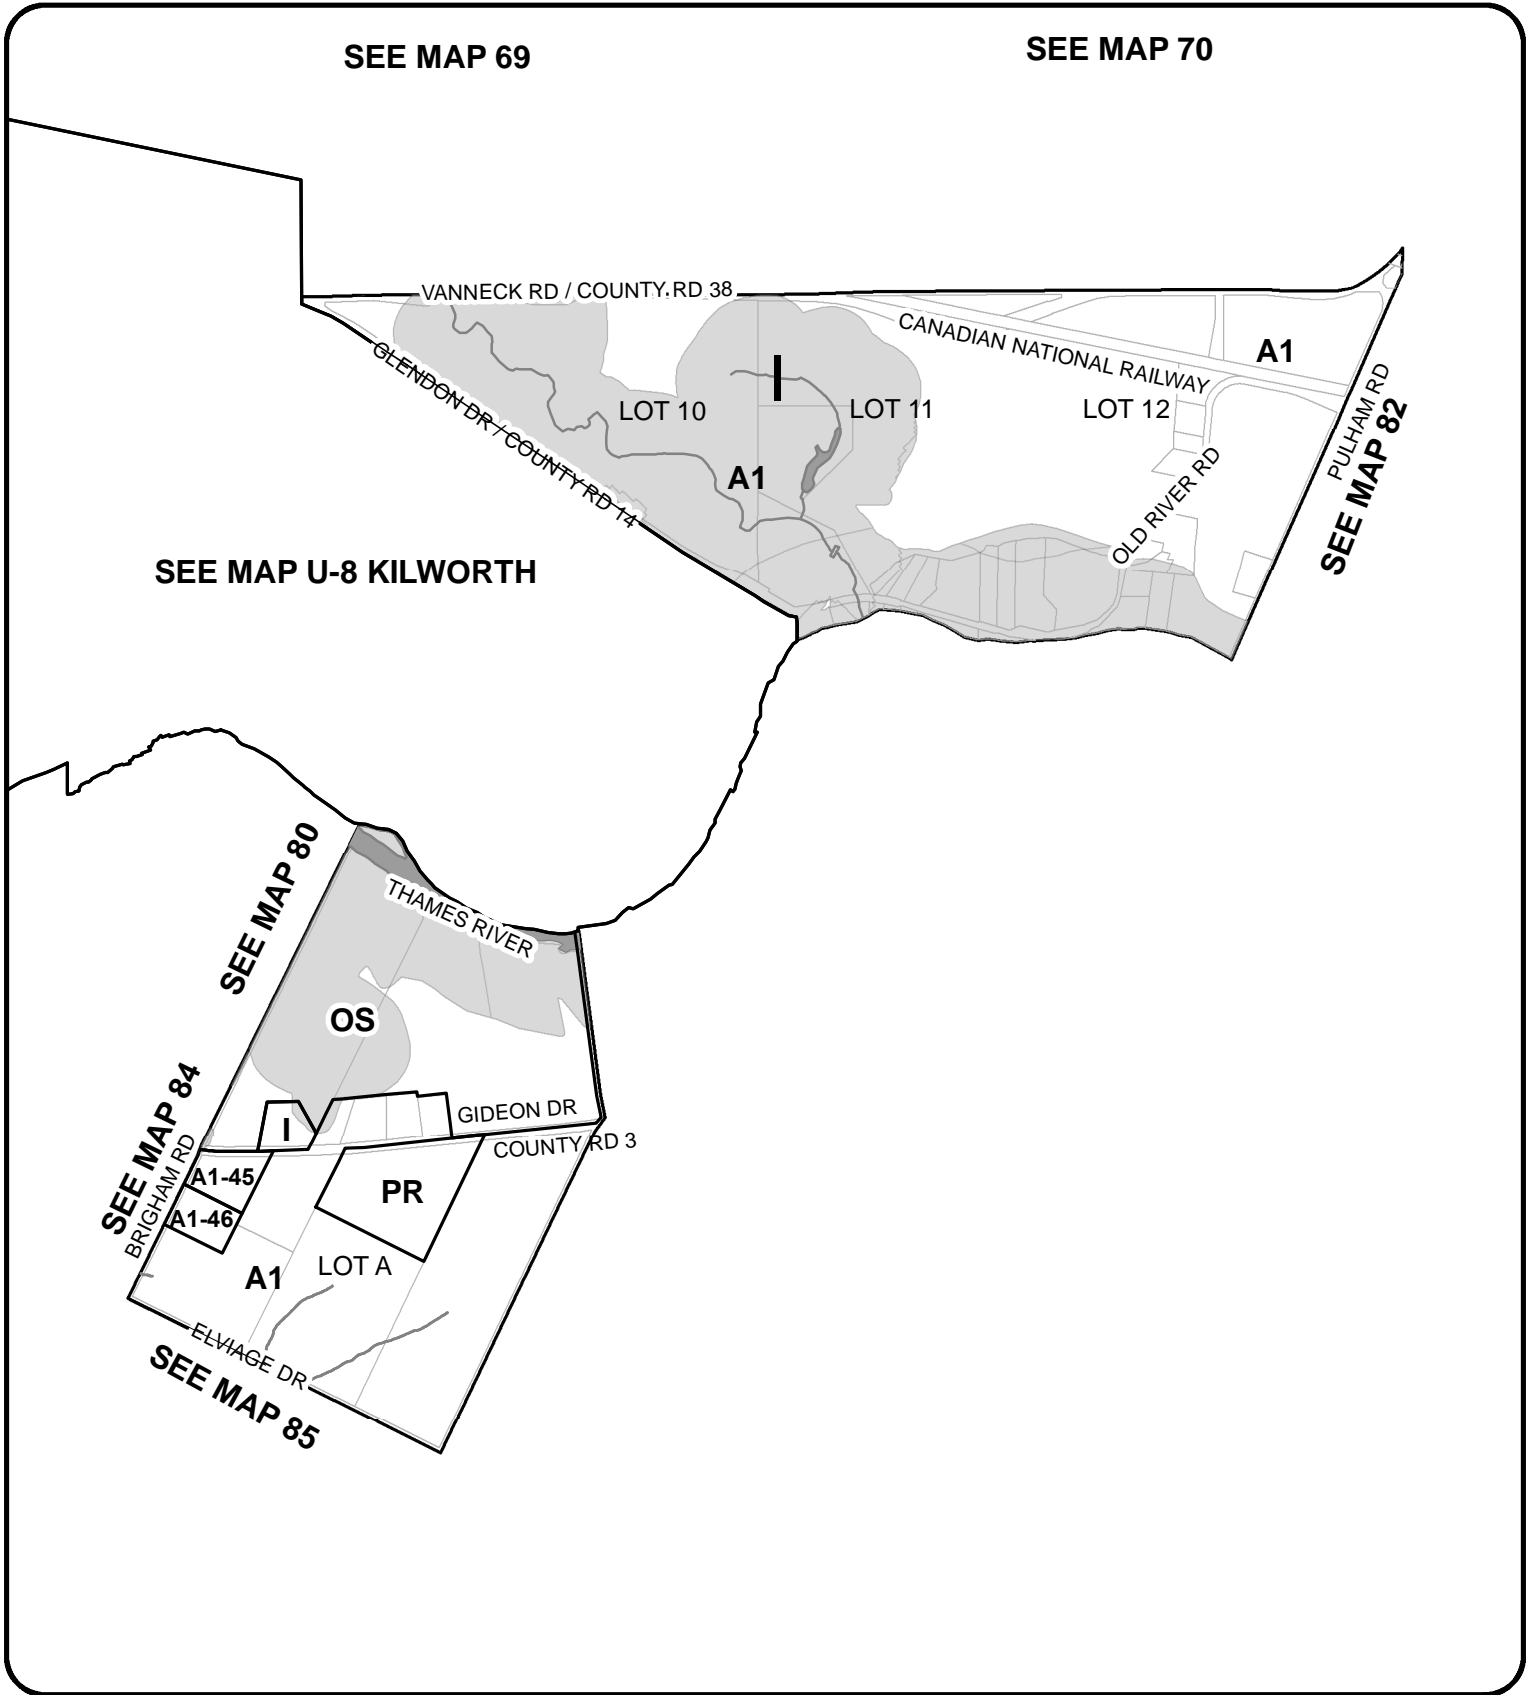 SEE MAP 69
SEE MAP 70
VANNECK RD / COUNTY RD 38
CANADIAN NATIONAL RAILWAY
A1
GLENDON DR / COUNTY RD 14
I
LOT 10
LOT 11
LOT 12
PULHAM RD
SEE MAP 82
A1
OLD RIVER RD
SEE MAP U-8 KILWORTH
SEE MAP 80
THAMES RIVER
OS
SEE MAP 84
BRIGHAM RD
I
GIDEON DR
COUNTY RD 3
A1-45
PR
A1-46
A1
LOT A
ELVIAGE DR
SEE MAP 85